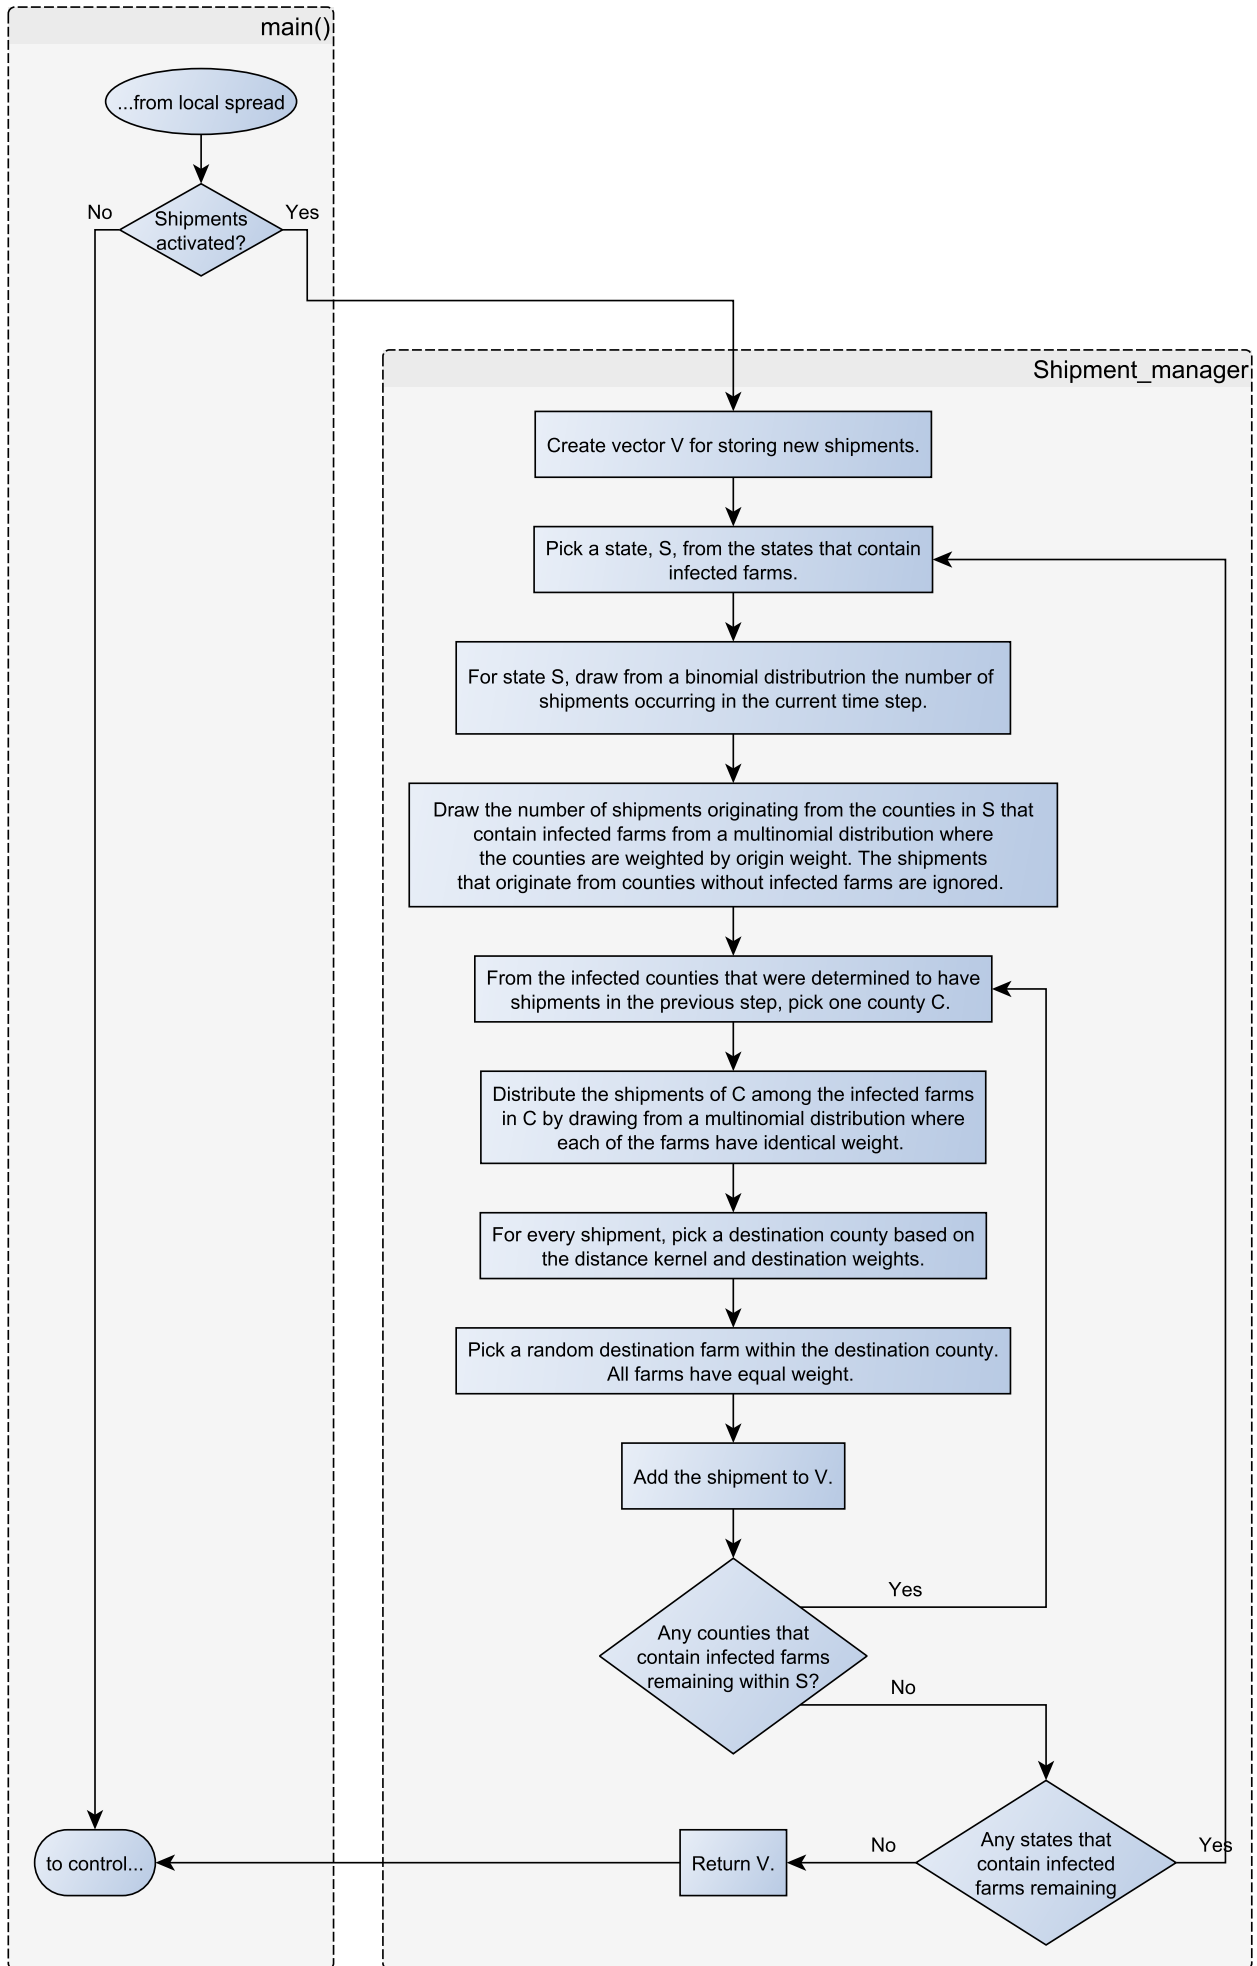 main()
...from local spread
Shipments
activated?
No
Yes
Shipment_manager
Create vector V for storing new shipments.
Pick a state, S, from the states that contain
infected farms.
For state S, draw from a binomial distributrion the number of
shipments occurring in the current time step.
Draw the number of shipments originating from the counties in S that
contain infected farms from a multinomial distribution where
the counties are weighted by origin weight. The shipments
that originate from counties without infected farms are ignored.
From the infected counties that were determined to have
shipments in the previous step, pick one county C.
Distribute the shipments of C among the infected farms
in C by drawing from a multinomial distribution where
each of the farms have identical weight.
For every shipment, pick a destination county based on
the distance kernel and destination weights.
Pick a random destination farm within the destination county.
All farms have equal weight.
Add the shipment to V.
Any counties that
contain infected farms
remaining within S?
Yes
No
Any states that
contain infected
farms remaining
Yes
No
Return V.
to control...